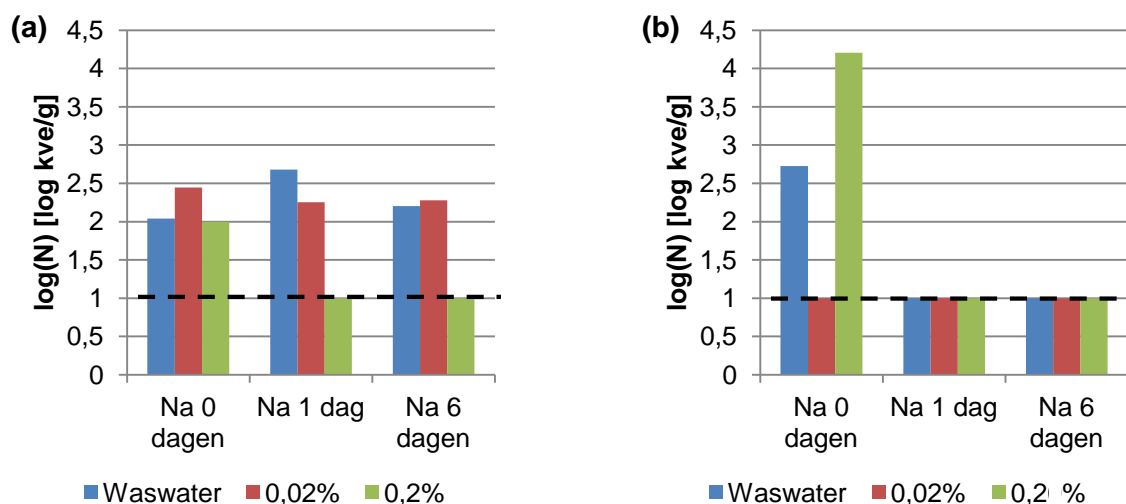 (a)
log(N) [log kve/g]
4,5
4
3,5
3
2,5
2
1,5
1
0,5
0
Na 0 dagen
Na 1 dag
Na 6 dagen
Waswater 0,02% 0,2%
(b)
log(N) [log kve/g]
4,5
4
3,5
3
2,5
2
1,5
1
0,5
0
Na 0 dagen
Na 1 dag
Na 6 dagen
Waswater 0,02% 0,2 %